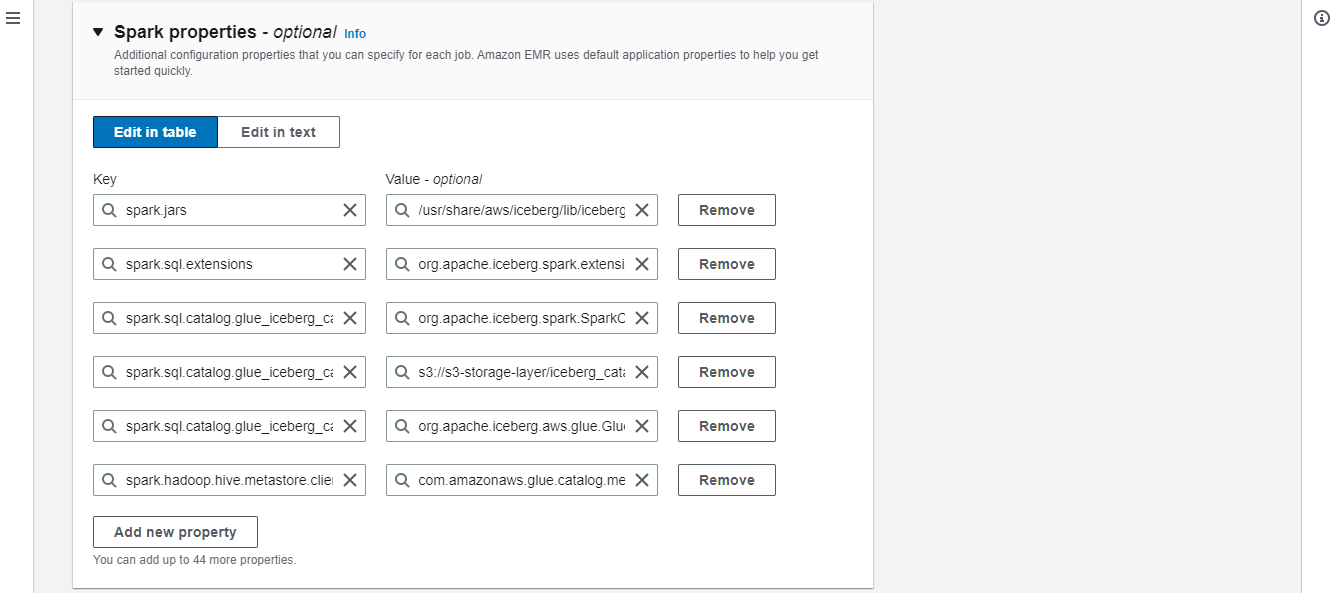 Spark properties - optional Info
Additional configuration properties that you can specify for each job. Amazon EMR uses default application properties to help you get
started quickly.
Edit in table Edit in text
Key Value - optional
spark.jars /usr/share/aws/iceberg/lib/iceberg Remove
spark.sql.extensions org.apache.iceberg.spark.extensi Remove
spark.sql.catalog.glue_iceberg_ca org.apache.iceberg.spark.SparkC Remove
spark.sql.catalog.glue_iceberg_ca s3://s3-storage-layer/iceberg_cata Remove
spark.sql.catalog.glue_iceberg_ca org.apache.iceberg.aws.glue.Glue Remove
spark.hadoop.hive.metastore.clie com.amazonaws.glue.catalog.me Remove
Add new property
You can add up to 44 more properties.